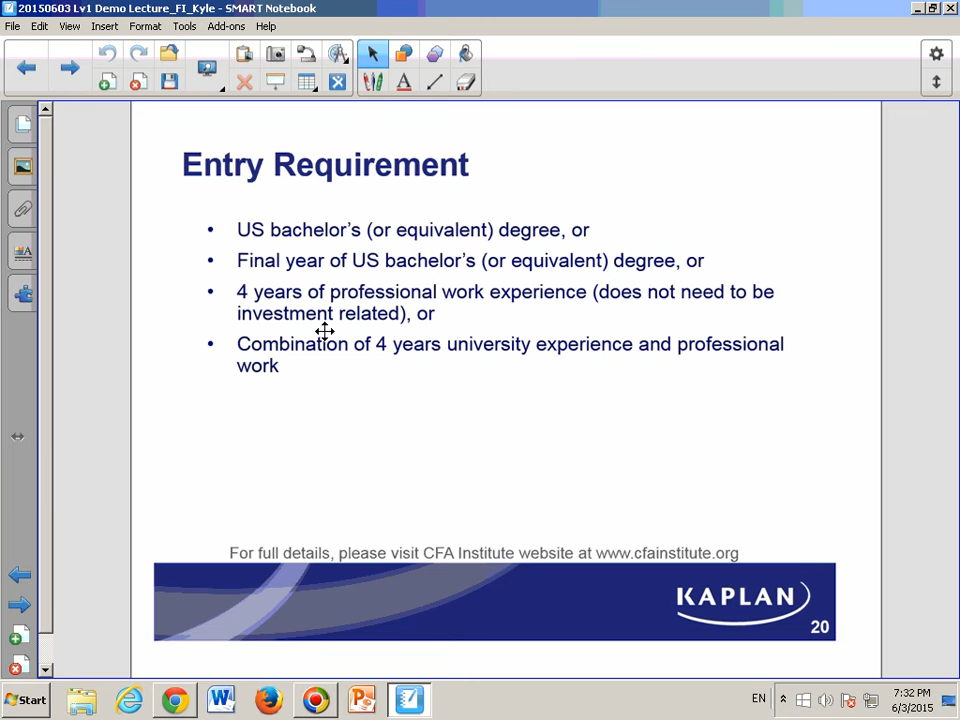 20150603 Lv1 Demo Lecture_FI_Kyle - SMART Notebook
File Edit View Insert Format Tools Add-ons Help
Entry Requirement
• US bachelor's (or equivalent) degree, or
• Final year of US bachelor's (or equivalent) degree, or
• 4 years of professional work experience (does not need to be
investment related), or
• Combination of 4 years university experience and professional
work
For full details, please visit CFA Institute website at www.cfainstitute.org
KAPLAN
20
Start
EN
7:32 PM
6/3/2015